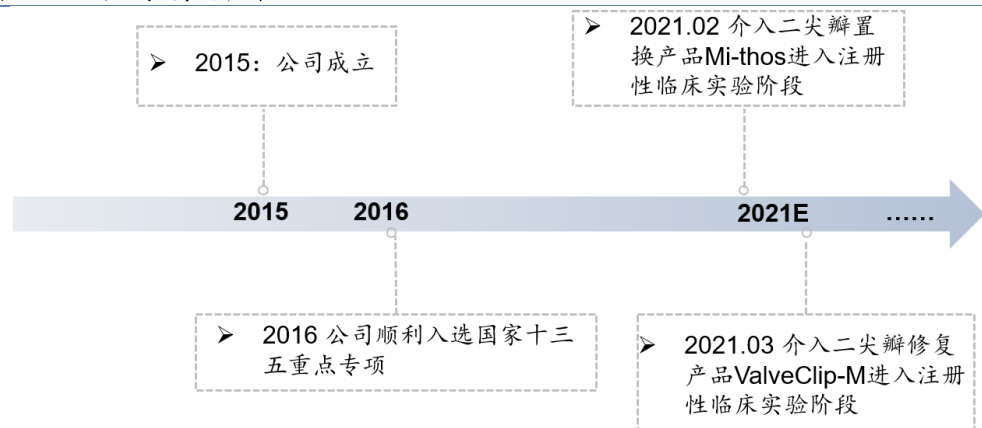 ➢ 2015：公司成立
➢ 2021.02 介入二尖瓣置
换产品Mi-thos进入注册
性临床实验阶段
2015
2016
2021E
......
➢ 2016 公司顺利入选国家十三
五重点专项
➢ 2021.03 介入二尖瓣修复
产品ValveClip-M进入注册
性临床实验阶段